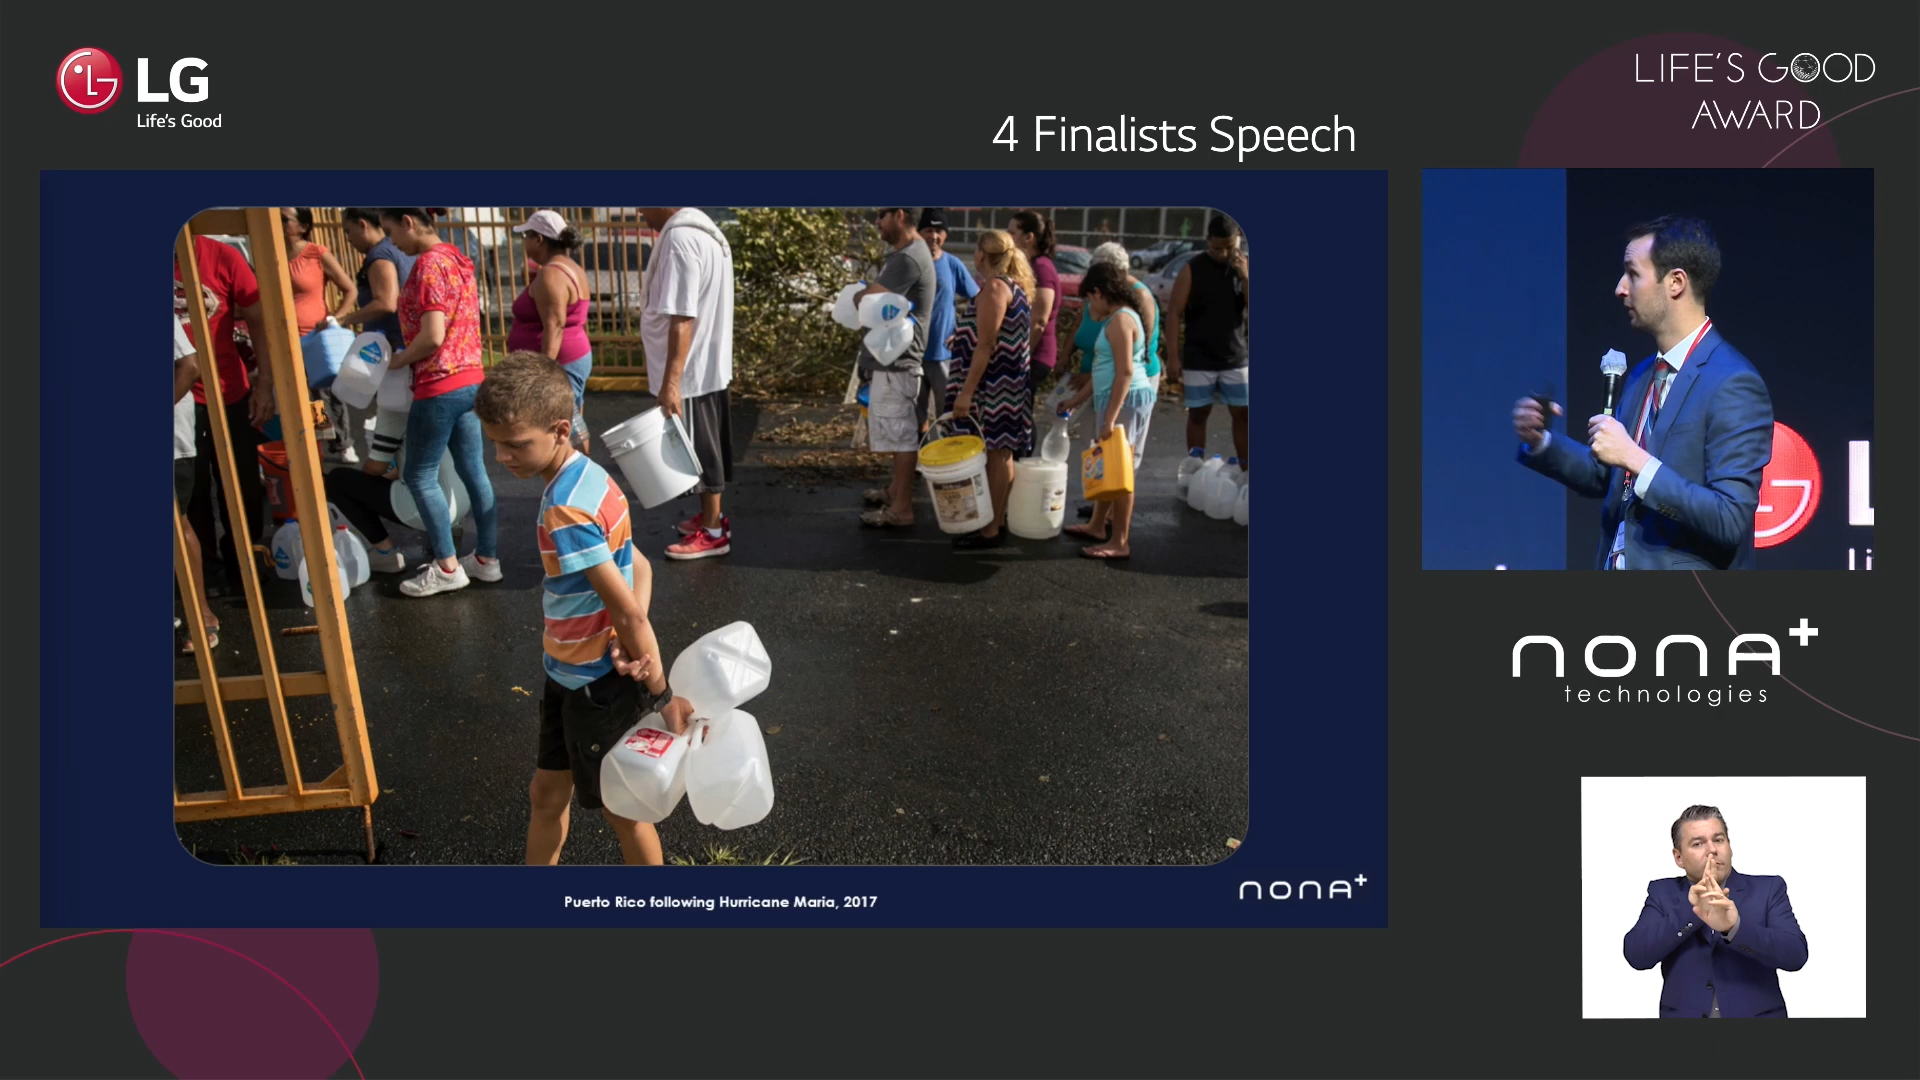 LG
Life's Good
LIFE'S GOOD
AWARD
4 Finalists Speech
nona+
technologies
Puerto Rico following Hurricane Maria, 2017
nona+